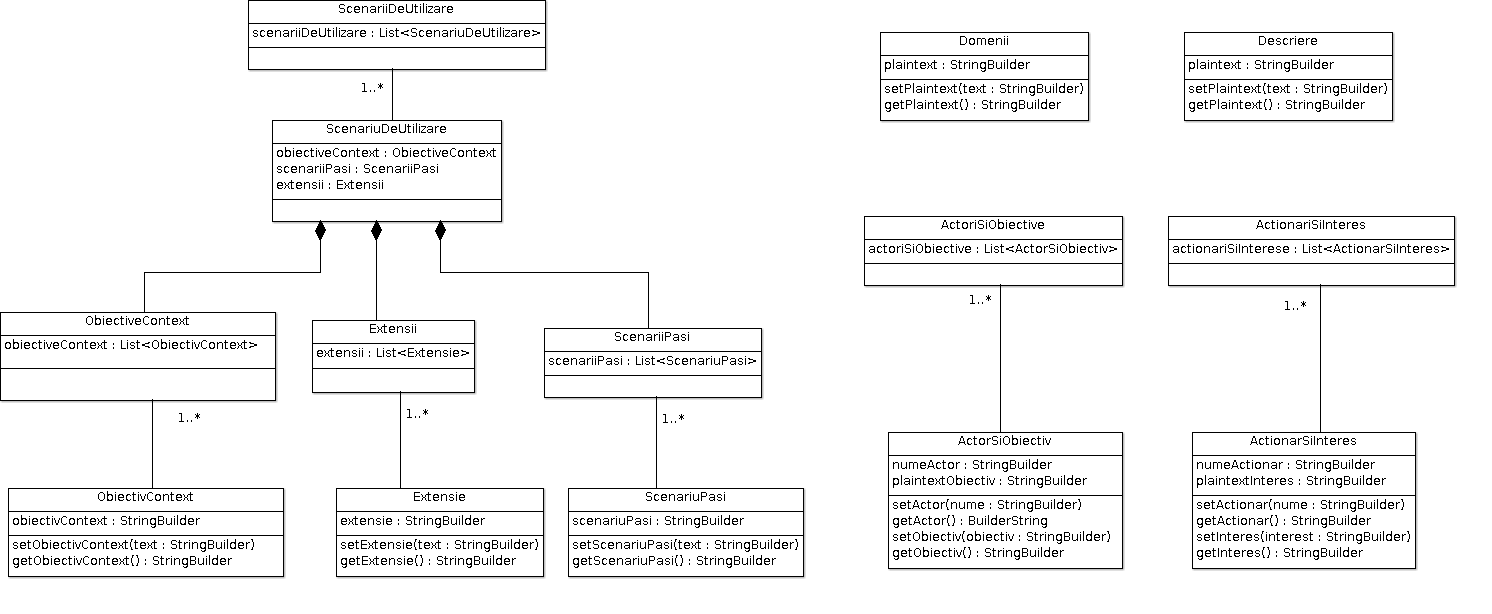 ScenariiDeUtilizare
scenariiDeUtilizare : List<ScenariuDeUtilizare>
1..*
ScenariuDeUtilizare
obiectiveContext : ObiectiveContext
scenariiPasi : ScenariiPasi
extensii : Extensii
ObiectiveContext
obiectiveContext : List<ObiectivContext>
1..*
Extensii
extensii : List<Extensie>
1..*
ScenariiPasi
scenariiPasi : List<ScenariuPasi>
1..*
ObiectivContext
obiectivContext : StringBuilder
setObiectivContext(text : StringBuilder)
getObiectivContext() : StringBuilder
Extensie
extensie : StringBuilder
setExtensie(text : StringBuilder)
getExtensie() : StringBuilder
ScenariuPasi
scenariuPasi : StringBuilder
setScenariuPasi(text : StringBuilder)
getScenariuPasi() : StringBuilder
Domenii
plaintext : StringBuilder
setPlaintext(text : StringBuilder)
getPlaintext() : StringBuilder
Descriere
plaintext : StringBuilder
setPlaintext(text : StringBuilder)
getPlaintext() : StringBuilder
ActoriSiObiective
actoriSiObiective : List<ActorSiObiectiv>
1..*
ActionariSiInteres
actionariSiInterese : List<ActionarSiInteres>
1..*
ActorSiObiectiv
numeActor : StringBuilder
plaintextObiectiv : StringBuilder
setActor(nume : StringBuilder)
getActor() : BuilderString
setObiectiv(obiectiv : StringBuilder)
getObiectiv() : StringBuilder
ActionarSiInteres
numeActionar : StringBuilder
plaintextInteres : StringBuilder
setActionar(nume : StringBuilder)
getActionar() : StringBuilder
setInteres(interest : StringBuilder)
getInteres() : StringBuilder